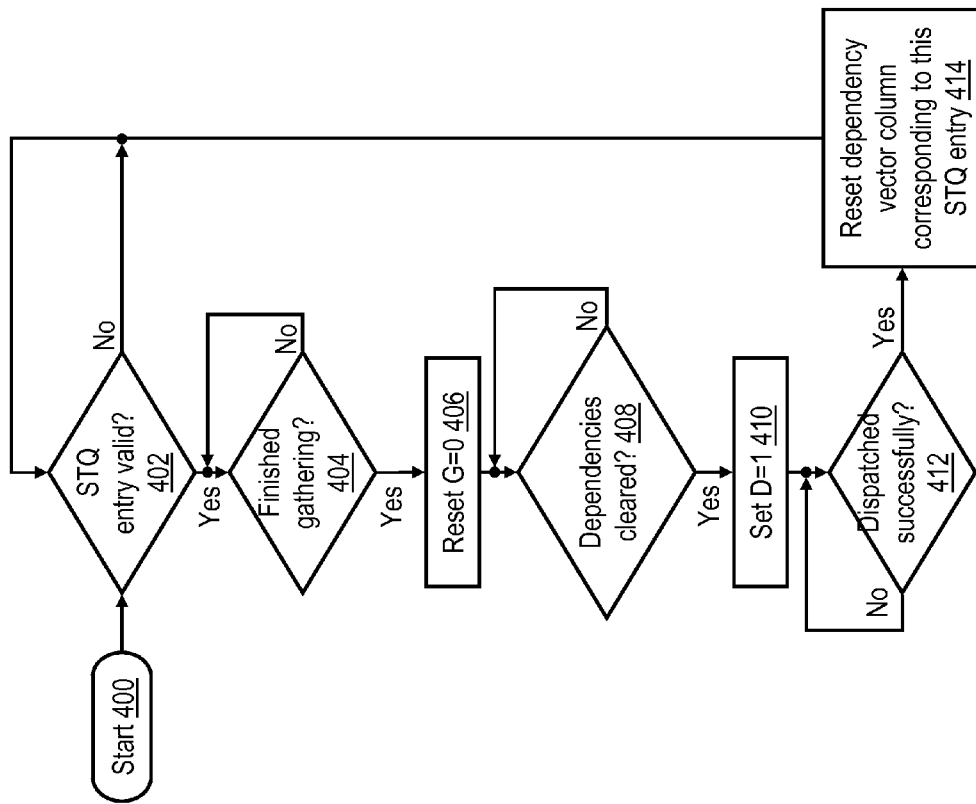 Start 400
STQ
entry valid?
402
No
Yes
Finished
gathering?
404
No
Yes
Reset G=0 406
Dependencies
cleared? 408
No
Yes
Set D=1 410
Dispatched
successfully?
412
No
Yes
Reset dependency
vector column
corresponding to this
STQ entry 414